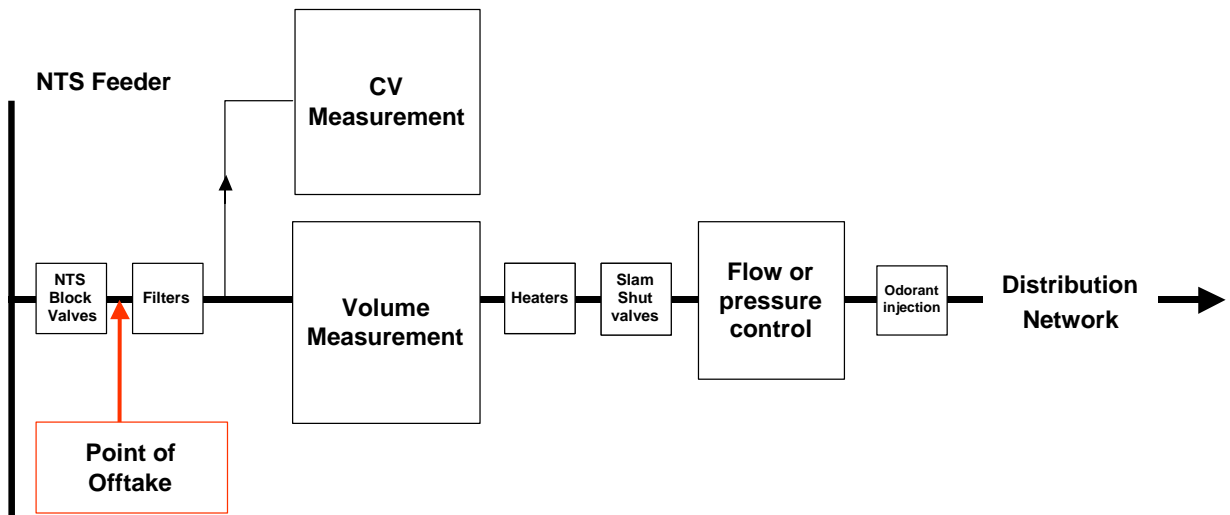 NTS Feeder
CV
Measurement
NTS
Block
Valves
Filters
Volume
Measurement
Heaters
Slam
Shut
valves
Flow or
pressure
control
Odorant
injection
Distribution
Network
Point of
Offtake